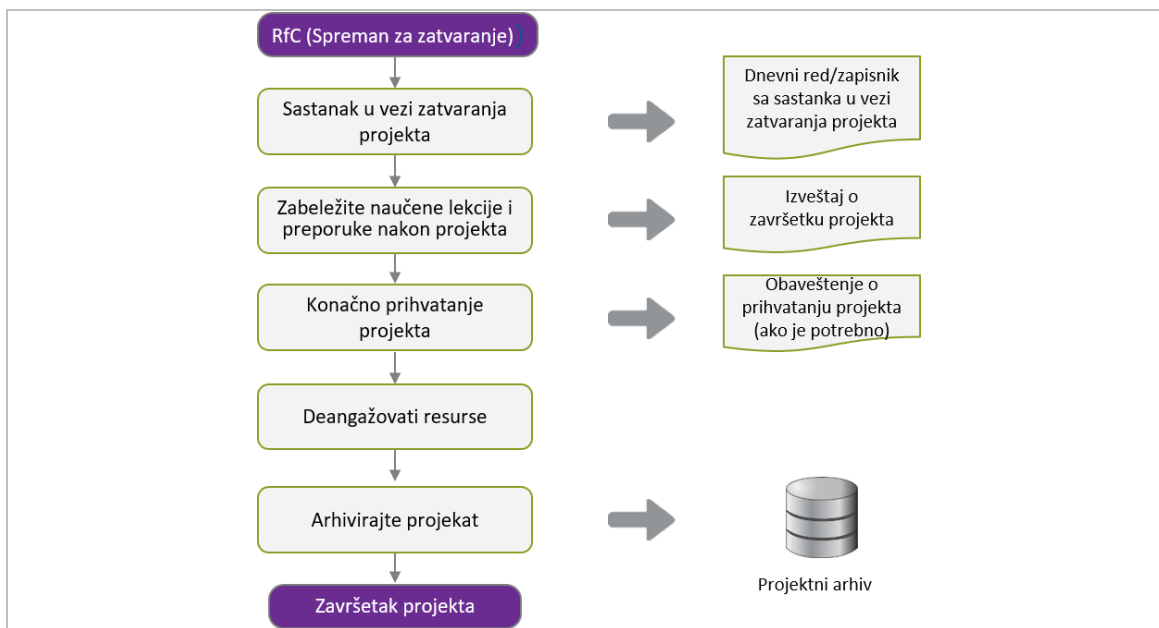 RfC (Spreman za zatvaranje))
Sastanak u vezi zatvaranja
projekta
Dnevni red/zapisnik
sa sastanka u vezi
zatvaranja projekta
Zabeležite naučene lekcije i
preporuke nakon projekta
Izveštaj o
završetku projekta
Konačno prihvatanje
projekta
Obaveštenje o
prihvatanju projekta
(ako je potrebno)
Deangažovati resurse
Arhivirajte projekat
Projektni arhiv
Završetak projekta